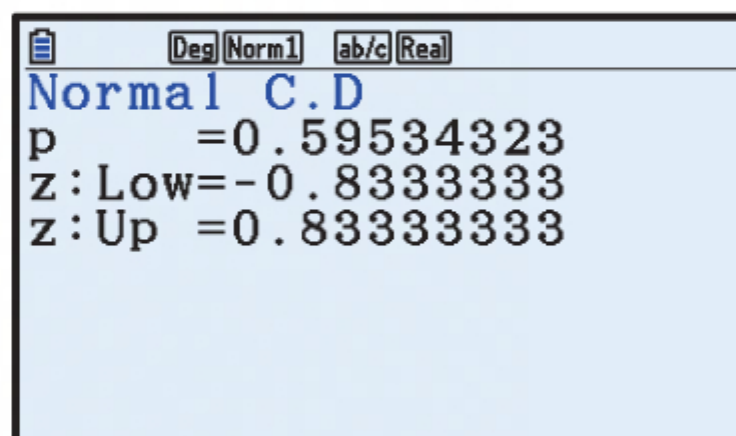 Deg Norm1 ab/c Real
Normal C.D
p =0.59534323
z:Low=-0.8333333
z:Up =0.83333333